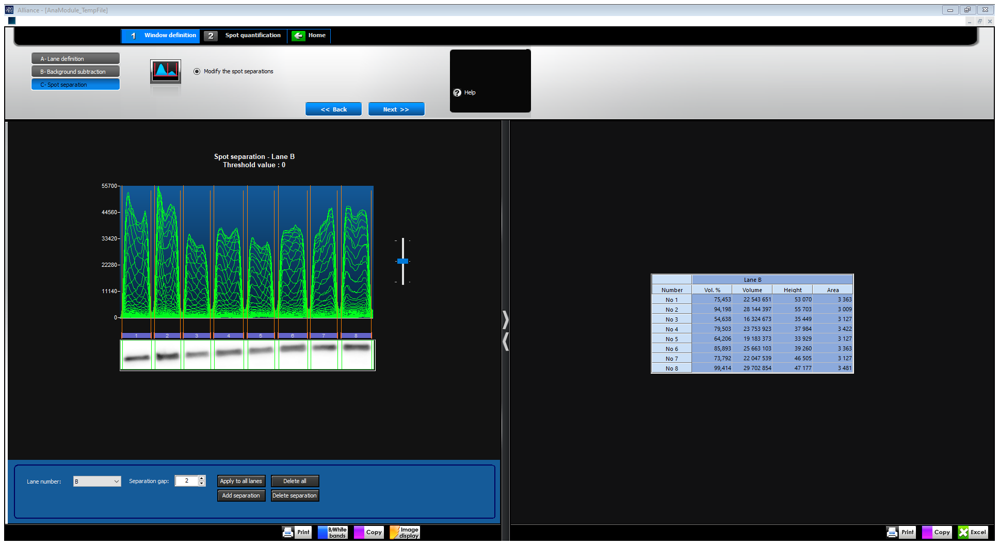 UVI TEC
Alliance - [AnaModule_TempFile]
1 Window definition 2 Spot quantification Home
A- Lane definition
B- Background subtraction
C- Spot separation
Modify the spot separations
? Help
<< Back Next >>
Spot separation - Lane B
Threshold value : 0
55700
44560
33420
22280
11140
0
1 2 3 4 5 6 7 8
Lane B
Number Vol. % Volume Height Area
No 1 75,453 22 543 651 53 070 3 363
No 2 94,198 28 144 397 55 703 3 009
No 3 54,638 16 324 673 35 449 3 127
No 4 79,503 23 753 923 37 984 3 422
No 5 64,206 19 183 373 33 929 3 127
No 6 85,893 25 663 103 39 260 3 363
No 7 73,792 22 047 539 46 505 3 127
No 8 99,414 29 702 854 47 177 3 481
Lane number: B Separation gap: 2 Apply to all lanes Delete all
Add separation Delete separation
Print B/White bands Copy Image display
Print Copy Excel